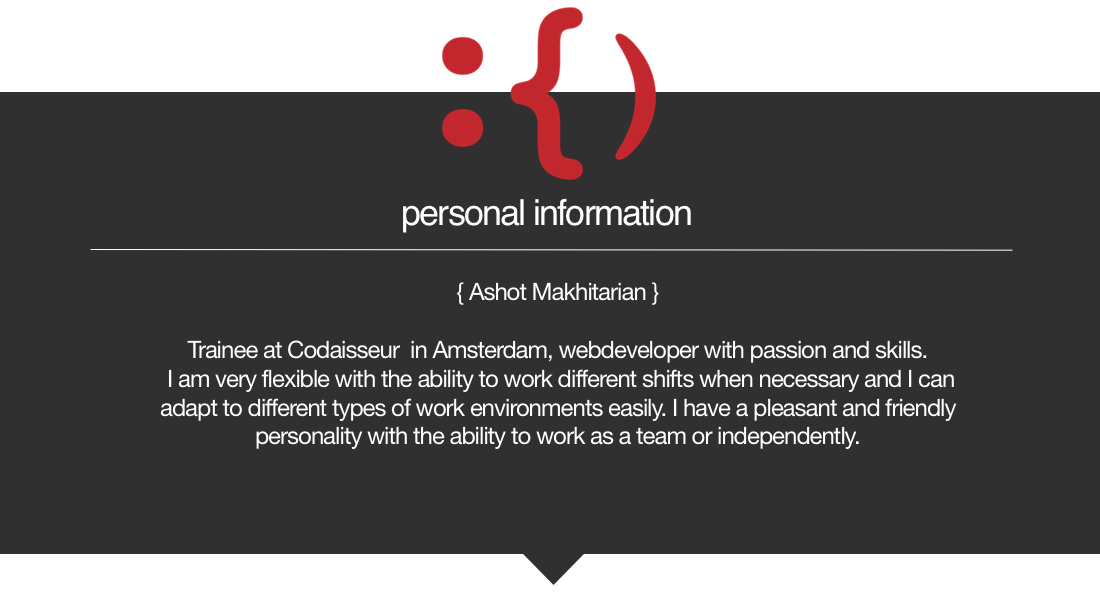 :{)
personal information
{ Ashot Makhitarian }
Trainee at Codaisseur  in Amsterdam, webdeveloper with passion and skills.
I am very flexible with the ability to work different shifts when necessary and I can
adapt to different types of work environments easily. I have a pleasant and friendly
personality with the ability to work as a team or independently.